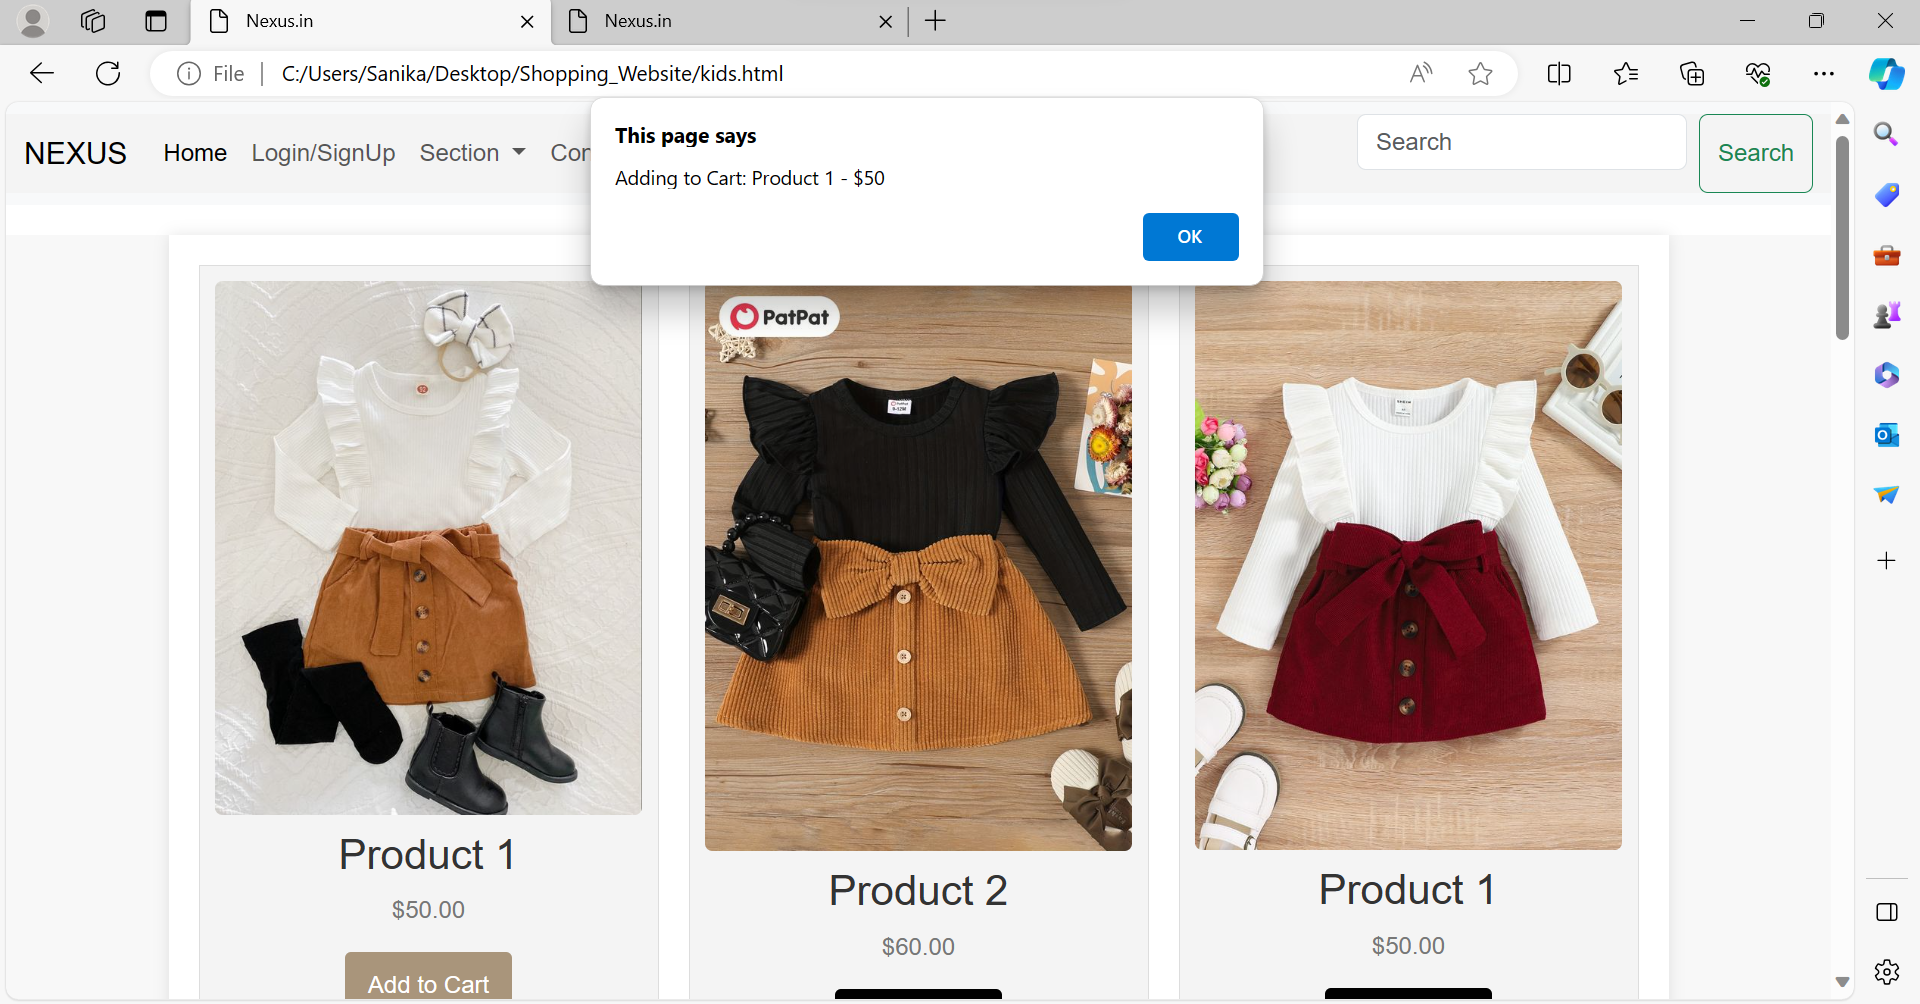 Nexus.in
Nexus.in
File
C:/Users/Sanika/Desktop/Shopping_Website/kids.html
This page says
Adding to Cart: Product 1 - $50
OK
NEXUS
Home
Login/SignUp
Section
Con
Search
Search
PatPat
Product 1
$50.00
Add to Cart
Product 2
$60.00
Product 1
$50.00